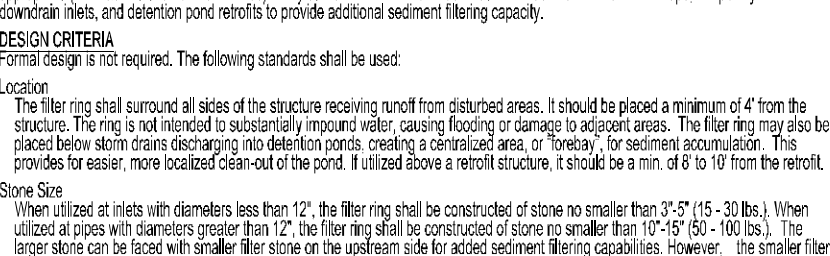 downdrain inlets, and detention pond retrofits to provide additional sediment filtering capacity.
DESIGN CRITERIA
Formal design is not required. The following standards shall be used:
Location
The filter ring shall surround all sides of the structure receiving runoff from disturbed areas. It should be placed a minimum of 4' from the
structure. The ring is not intended to substantially impound water, causing flooding or damage to adjacent areas. The filter ring may also be
placed below storm drains discharging into detention ponds, creating a centralized area, or "forebay", for sediment accumulation. This
provides for easier, more localized clean-out of the pond. If utilized above a retrofit structure, it should be a min. of 8' to 10' from the retrofit.
Stone Size
When utilized at inlets with diameters less than 12", the filter ring shall be constructed of stone no smaller than 3"-5" (15 - 30 lbs.). When
utilized at pipes with diameters greater than 12", the filter ring shall be constructed of stone no smaller than 10"-15" (50 - 100 lbs.). The
larger stone can be faced with smaller filter stone on the upstream side for added sediment filtering capabilities. However, the smaller filter